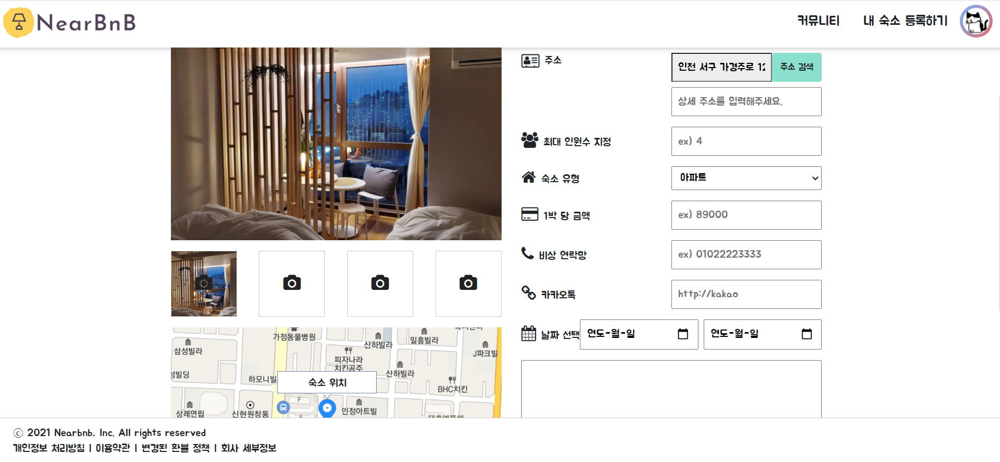 NearBnB
커뮤니티
내 숙소 등록하기
주소
인천 서구 가경주로 12
주소 검색
상세 주소를 입력해주세요.
최대 인원수 지정
ex) 4
숙소 유형
아파트
1박 당 금액
ex) 89000
비상 연락망
ex) 01022223333
카카오톡
http://kakao
날짜 선택
연도-월-일
연도-월-일
가정동물병원
산하빌라
일흥빌라
삼성빌라
J파크빌
피자나라
치킨공주
산하빌라
성빌딩
하모니빌
숙소 위치
BHC치킨
F
상례연립
신현원창동
인정아트빌
F
ⓒ 2021 Nearbnb, Inc. All rights reserved
개인정보 처리방침 | 이용약관 | 변경된 환불 정책 | 회사 세부정보